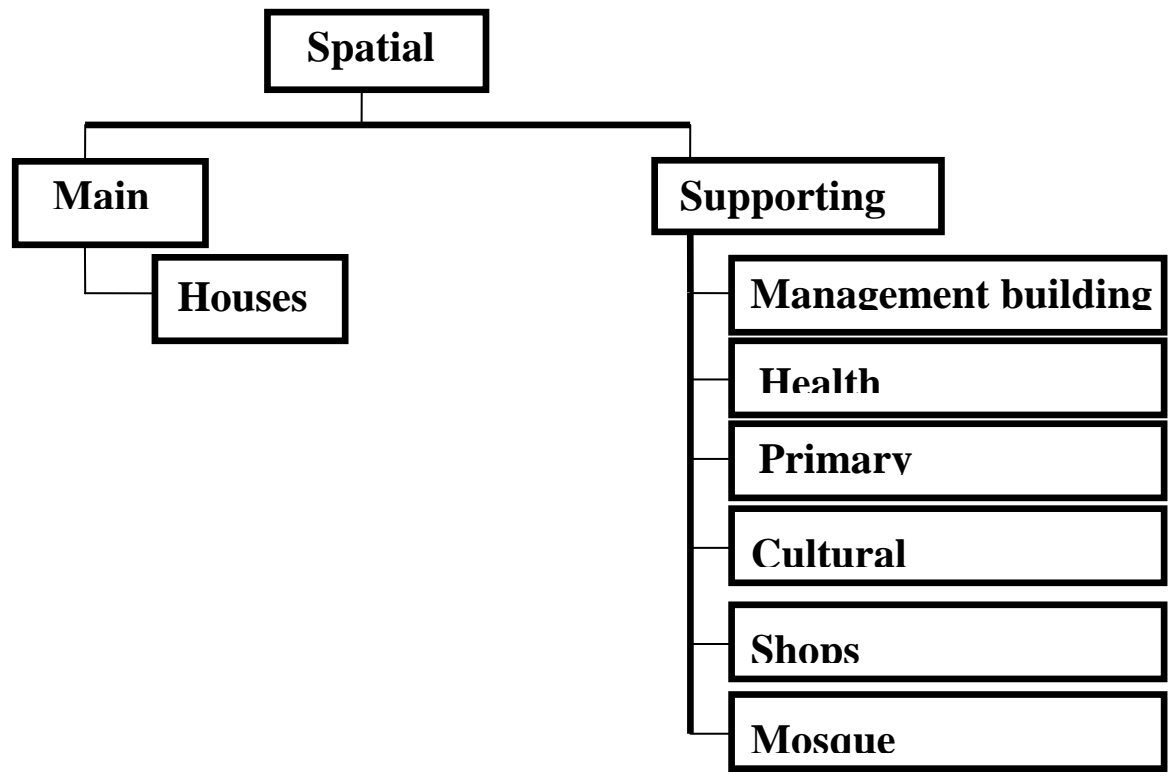 Spatial
Main
Supporting
Houses
Management building
Health
Primary
Cultural
Shops
Mosque